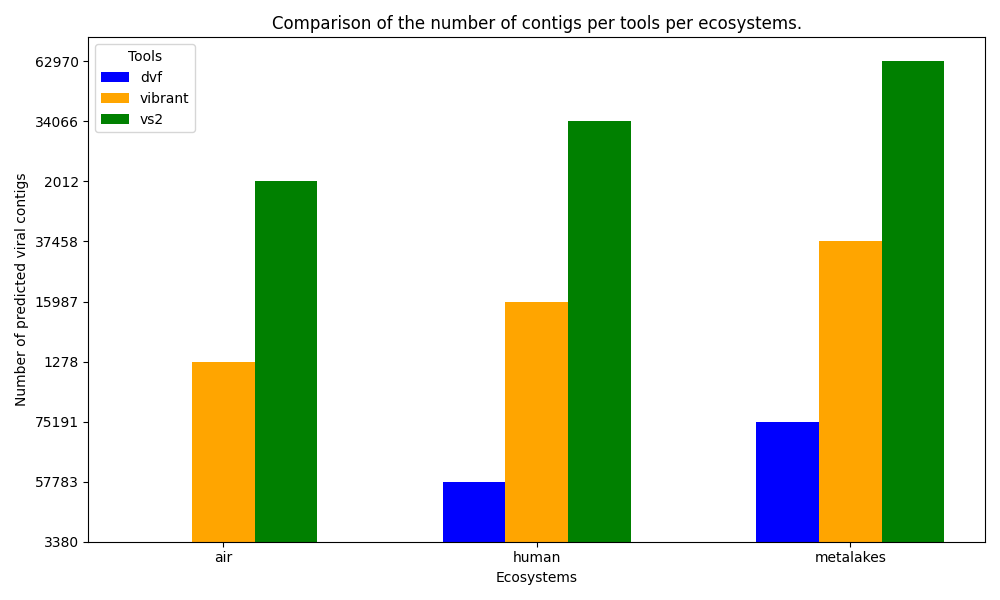 Comparison of the number of contigs per tools per ecosystems.
Tools
dvf
vibrant
vs2
Number of predicted viral contigs
62970
34066
2012
37458
15987
1278
75191
57783
3380
air
human
metalakes
Ecosystems